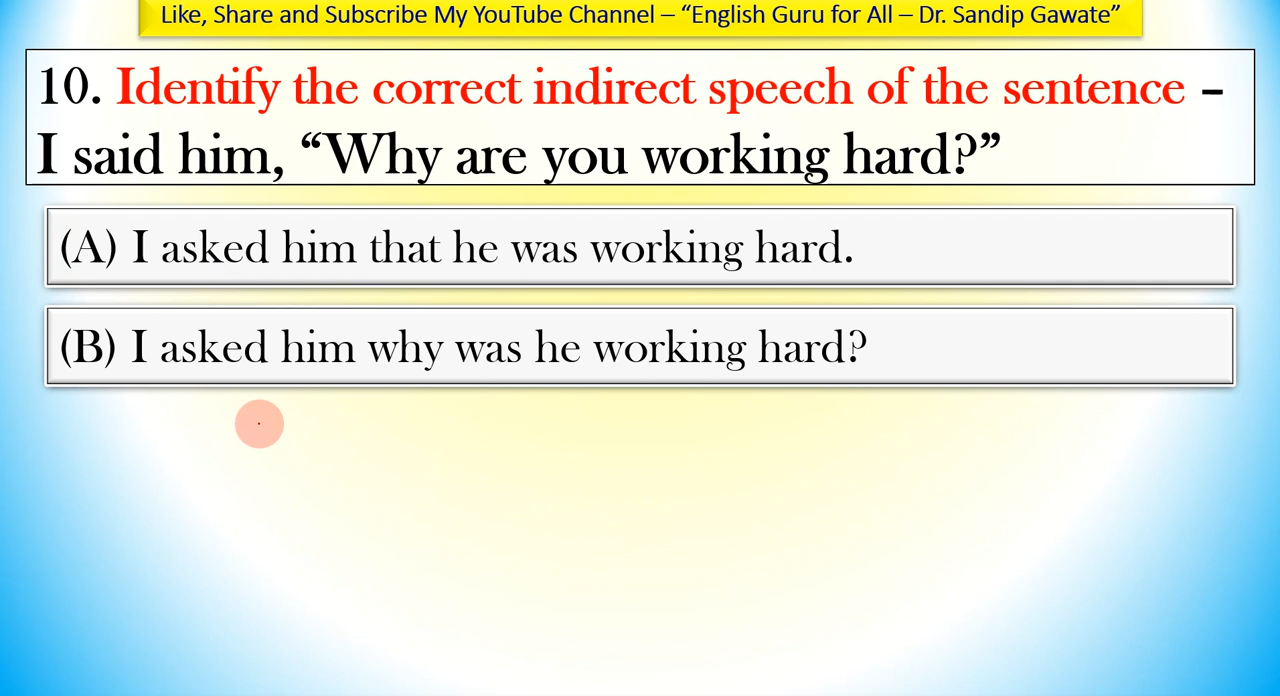 Like, Share and Subscribe My YouTube Channel – “English Guru for All – Dr. Sandip Gawate”
10. Identify the correct indirect speech of the sentence –
I said him, “Why are you working hard?”
(A) I asked him that he was working hard.
(B) I asked him why was he working hard?